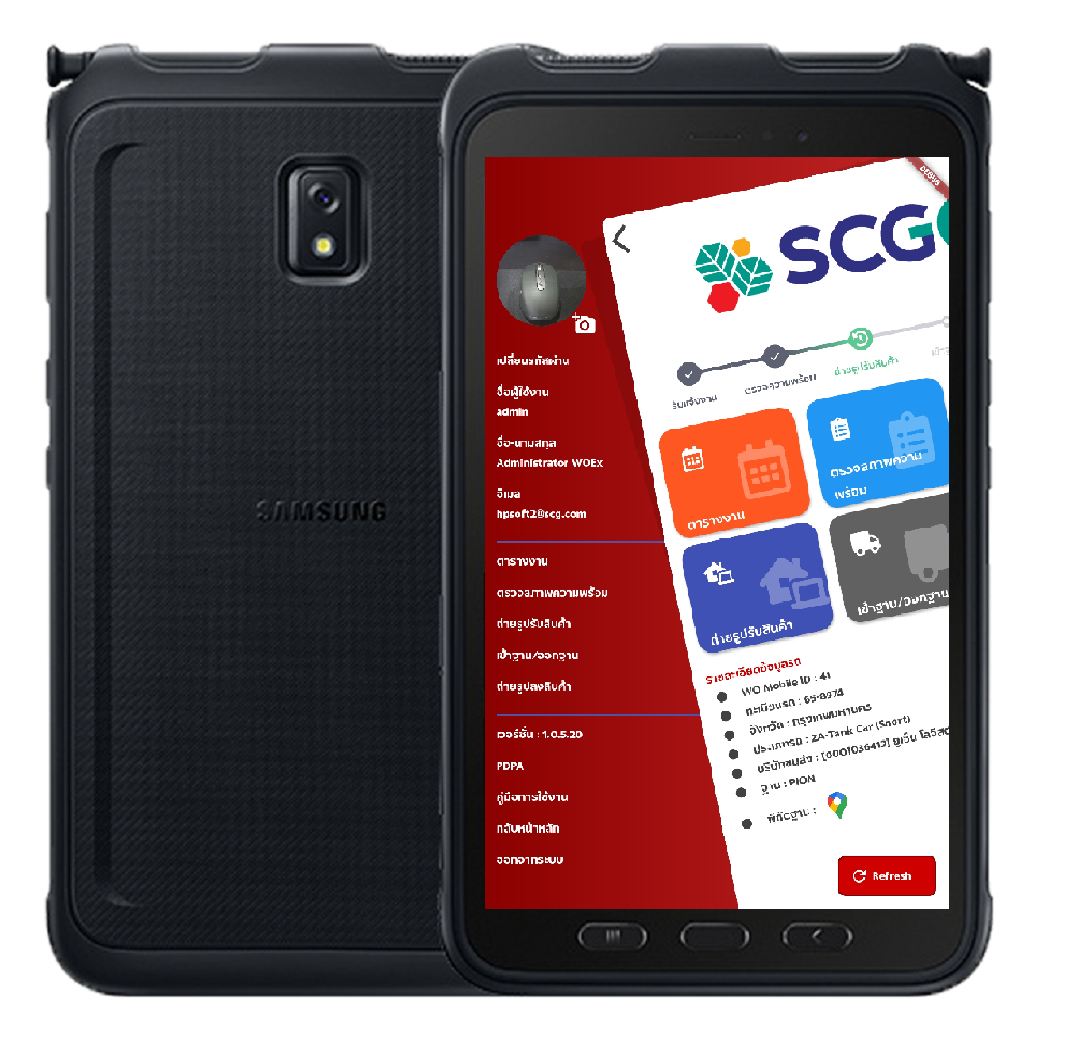 SAMSUNG
เปลี่ยนรหัสผ่าน
ชื่อผู้ใช้งาน
admin
ชื่อ-นามสกุล
Administrator WOEx
อีเมล
hpsoft2@scg.com
ตารางงาน
ตรวจสภาพความพร้อม
ถ่ายรูปรับสินค้า
เข้าฐาน/ออกฐาน
ถ่ายรูปลงสินค้า
เวอร์ชั่น : 1.0.5.20
PDPA
คู่มือการใช้งาน
กลับหน้าหลัก
ออกจากระบบ
SCG
รับแจ้งงาน
ตรวจความพร้อม
ถ่ายรูปรับสินค้า
ตารางงาน
ตรวจสภาพความ
พร้อม
ถ่ายรูปรับสินค้า
เข้าฐาน/ออกฐาน
รายละเอียดข้อมูลรถ
WO Mobile ID : 41
ทะเบียนรถ : 65-8974
จังหวัด : กรุงเทพมหานคร
ประเภทรถ : ZA-Tank Car (Short)
บริษัทขนส่ง :
ฐาน : PION
พิกัดฐาน :
Refresh